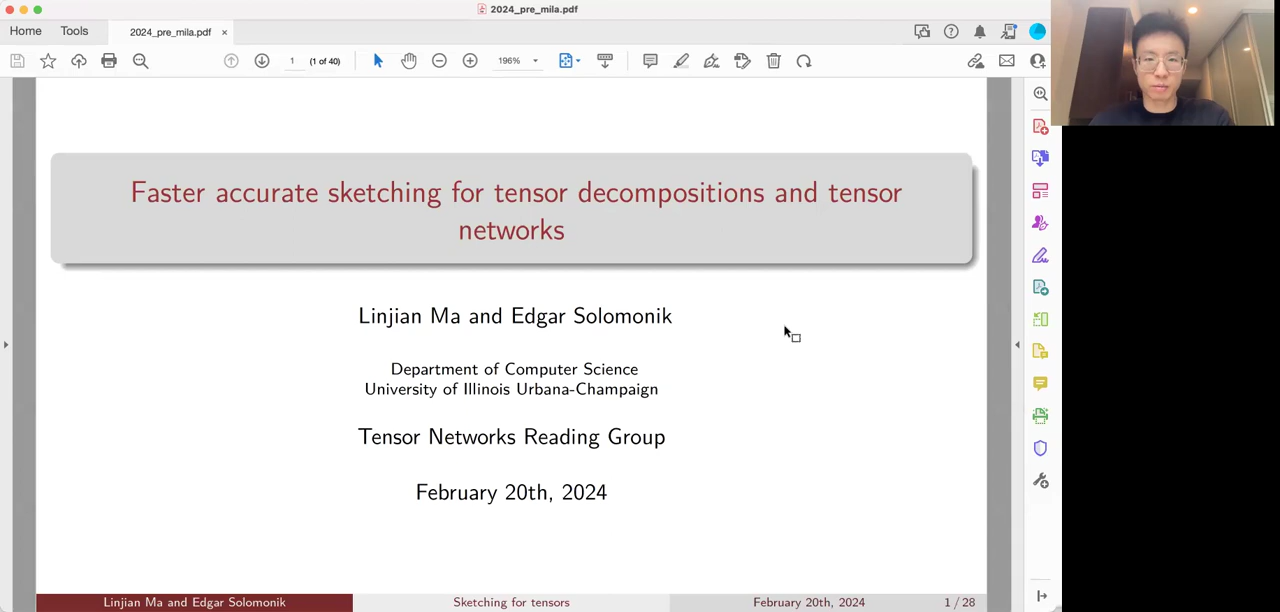 2024_pre_mila.pdf
Home
Tools
2024_pre_mila.pdf ×
1
(1 of 40)
196%
Faster accurate sketching for tensor decompositions and tensor
networks
Linjian Ma and Edgar Solomonik
Department of Computer Science
University of Illinois Urbana-Champaign
Tensor Networks Reading Group
February 20th, 2024
Linjian Ma and Edgar Solomonik
Sketching for tensors
February 20th, 2024
1 / 28